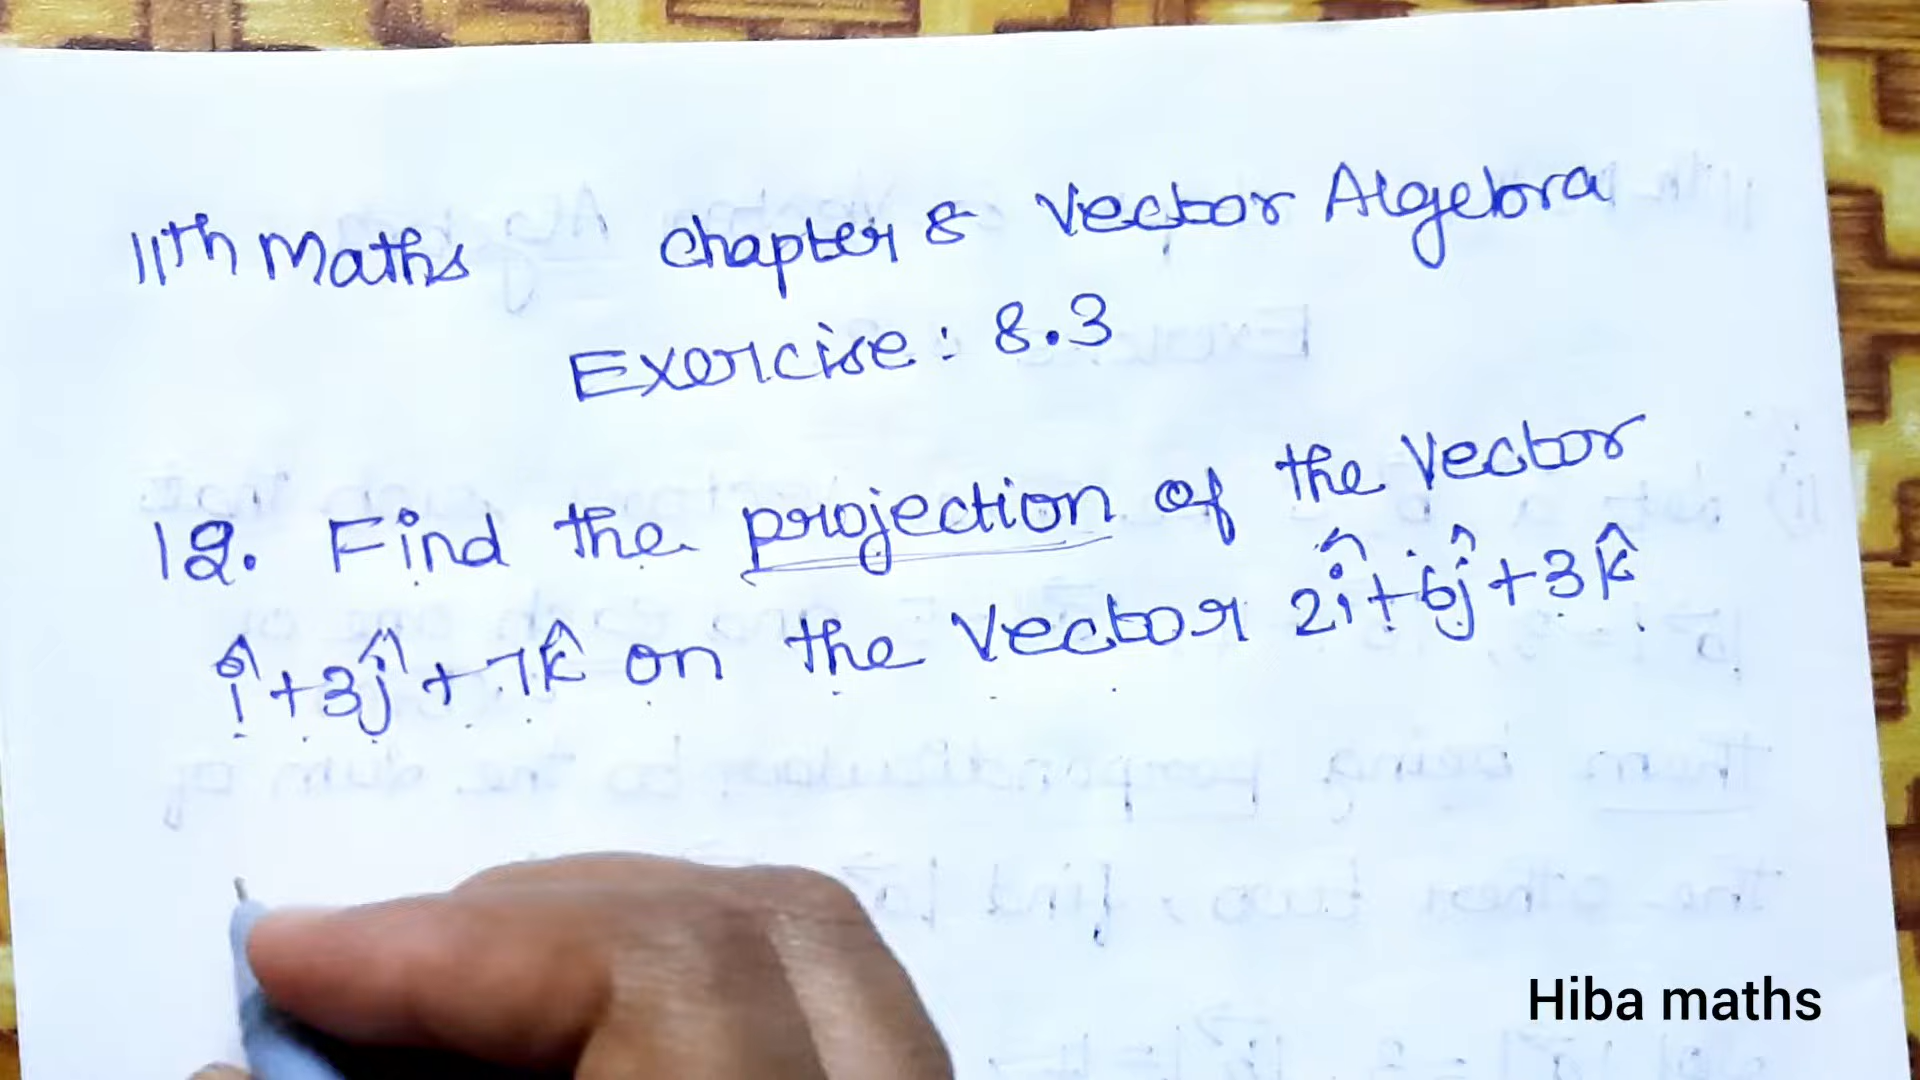 11th Maths chapter 8 Vector Algebra
Exercise: 8.3
12. Find the projection of the Vector
î+3ĵ+7k̂ on the Vector 2î+6ĵ+3k̂
Hiba maths